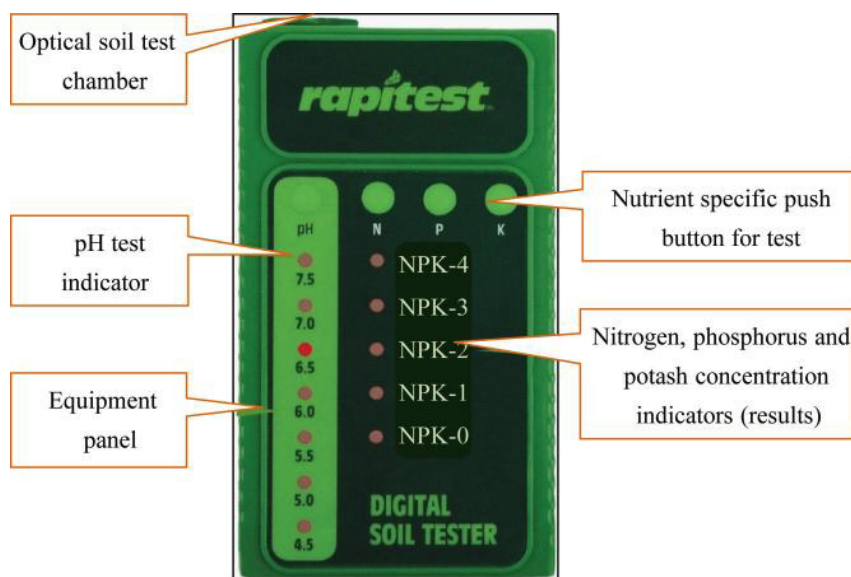 Optical soil test
chamber
rapitest
pH test
indicator
Equipment
panel
pH
7.5
7.0
6.5
6.0
5.5
5.0
4.5
N P K
NPK-4
NPK-3
NPK-2
NPK-1
NPK-0
DIGITAL
SOIL TESTER
Nutrient specific push
button for test
Nitrogen, phosphorus and
potash concentration
indicators (results)